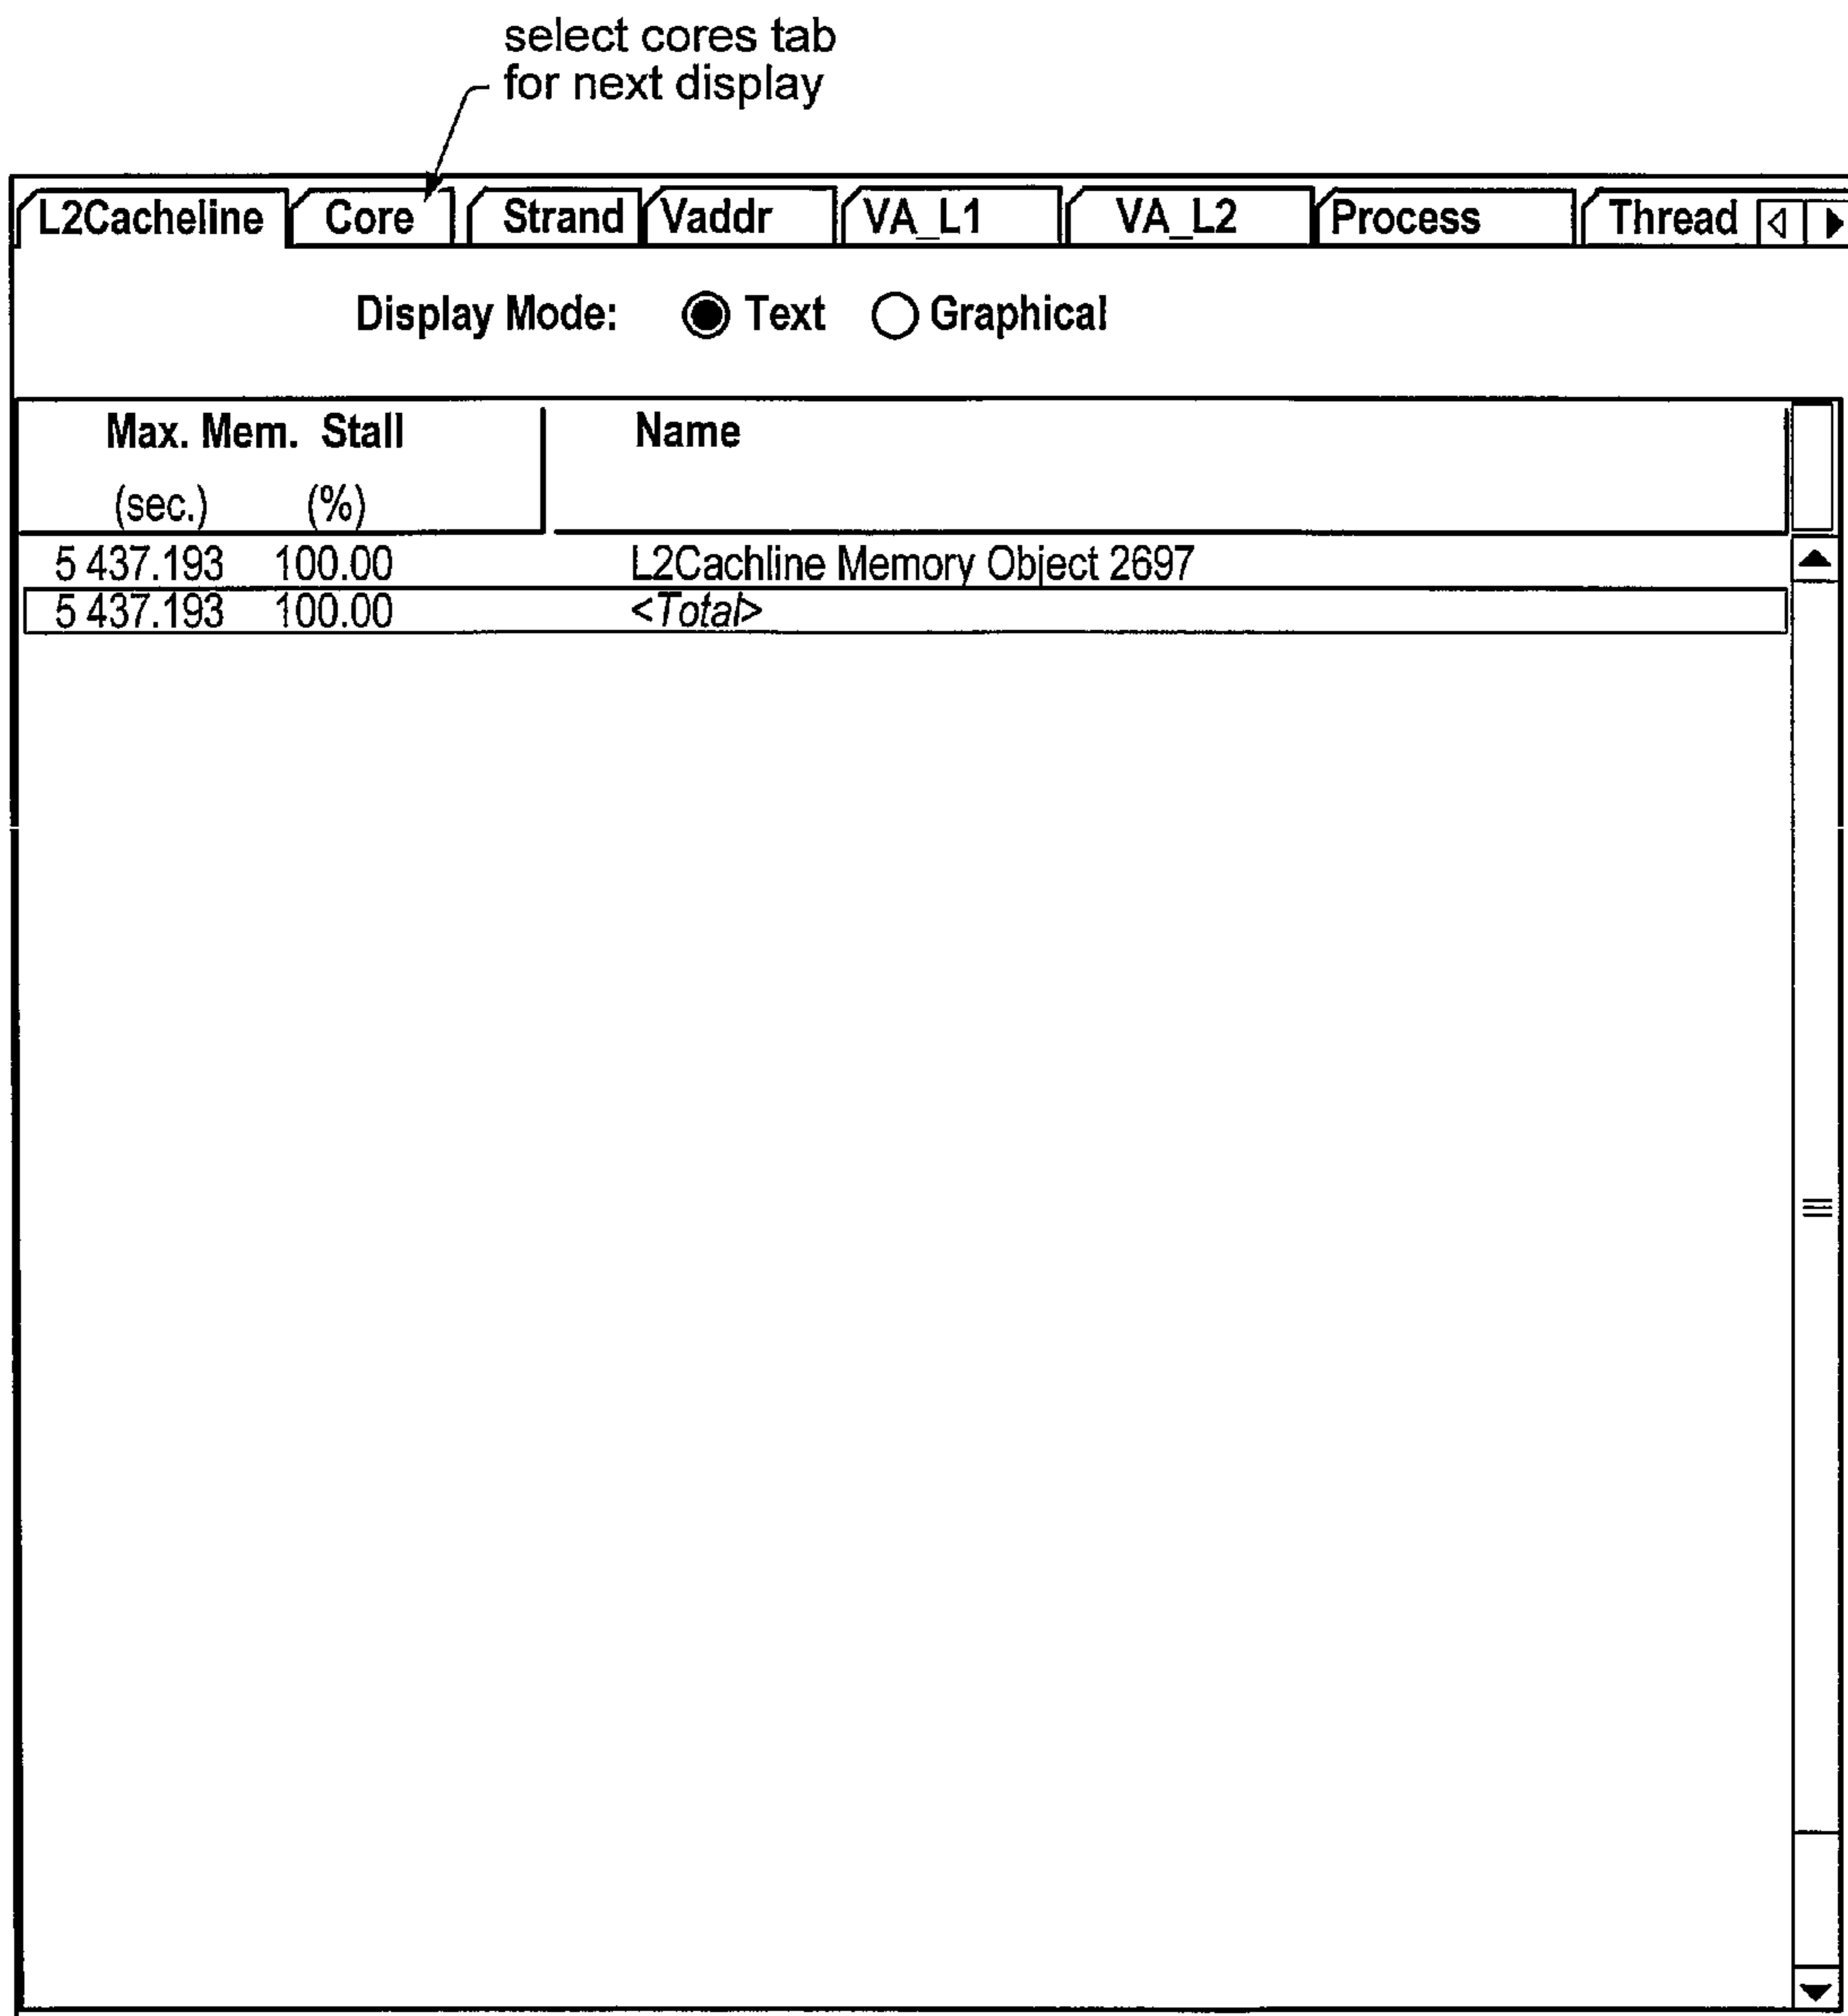 select cores tab
for next display
L2Cacheline Core Strand Vaddr VA_L1 VA_L2 Process Thread
Display Mode: Text Graphical
Max. Mem. Stall Name
(sec.) (%)
5 437.193 100.00 L2Cachline Memory Object 2697
5 437.193 100.00 <Total>